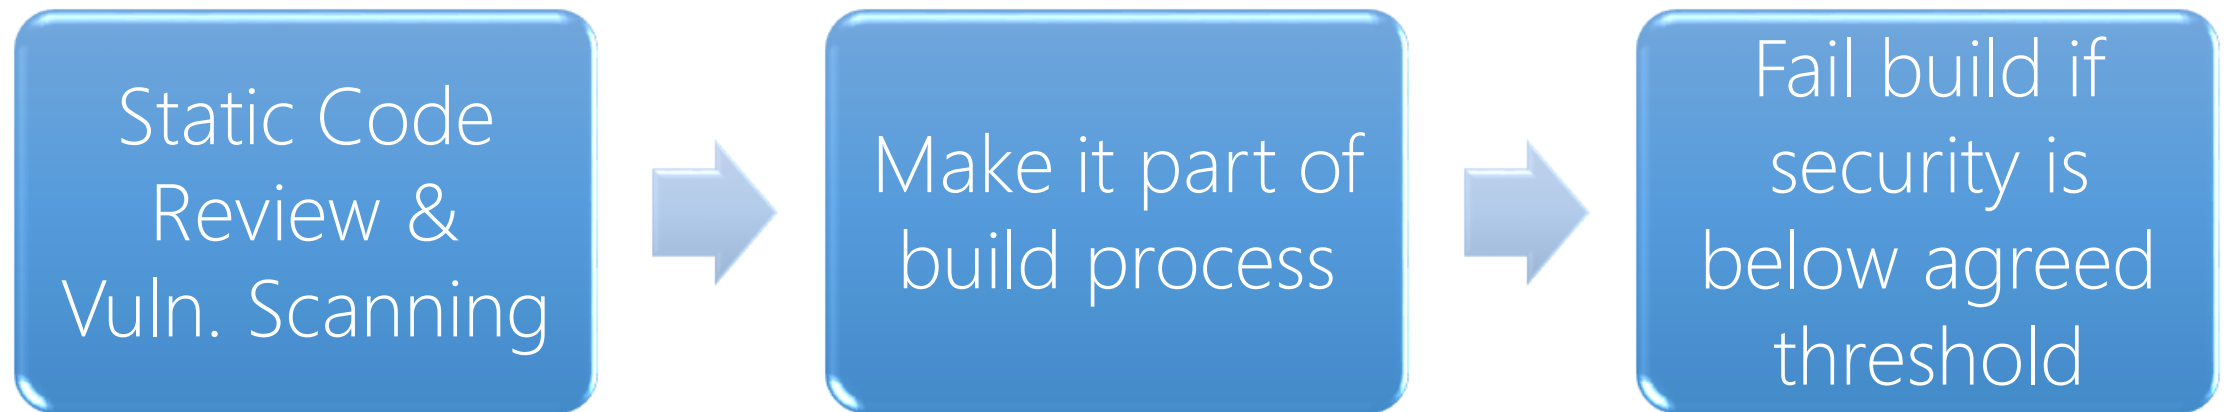 Static Code
Review &
Vuln. Scanning
Make it part of
build process
Fail build if
security is
below agreed
threshold